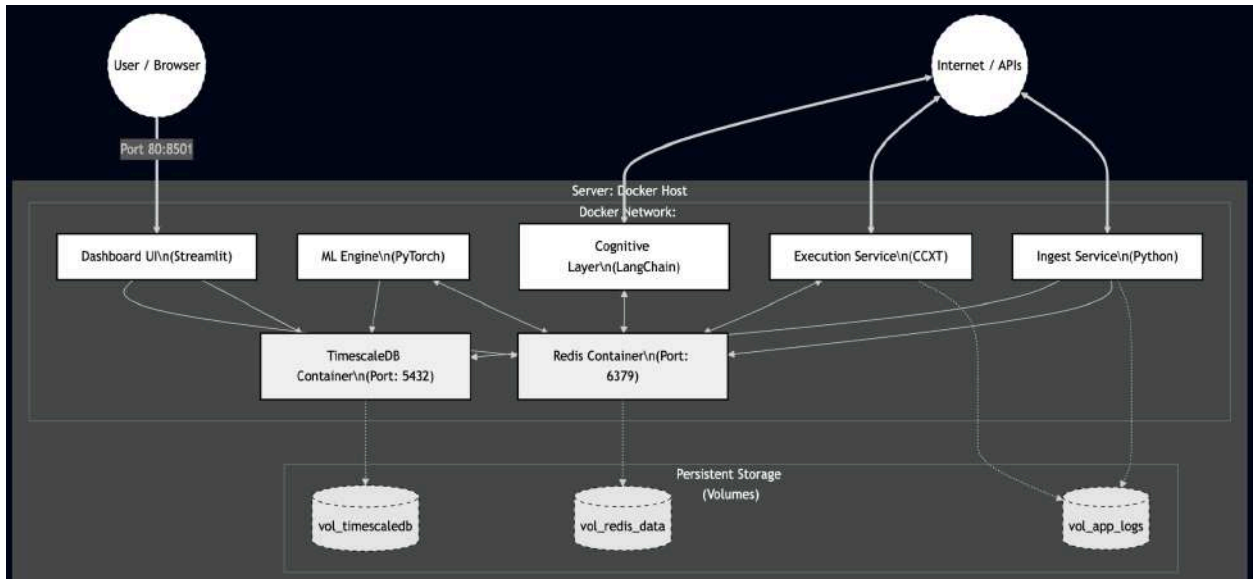 User / Browser
Internet / APIs
Port 80:8501
Server: Docker Host
Docker Network:
Dashboard UI\n(Streamlit)
ML Engine\n(PyTorch)
Cognitive
Layer\n(LangChain)
Execution Service\n(CCXT)
Ingest Service\n(Python)
TimescaleDB
Container\n(Port: 5432)
Redis Container\n(Port:
6379)
Persistent Storage
(Volumes)
vol_timescaledb
vol_redis_data
vol_app_logs